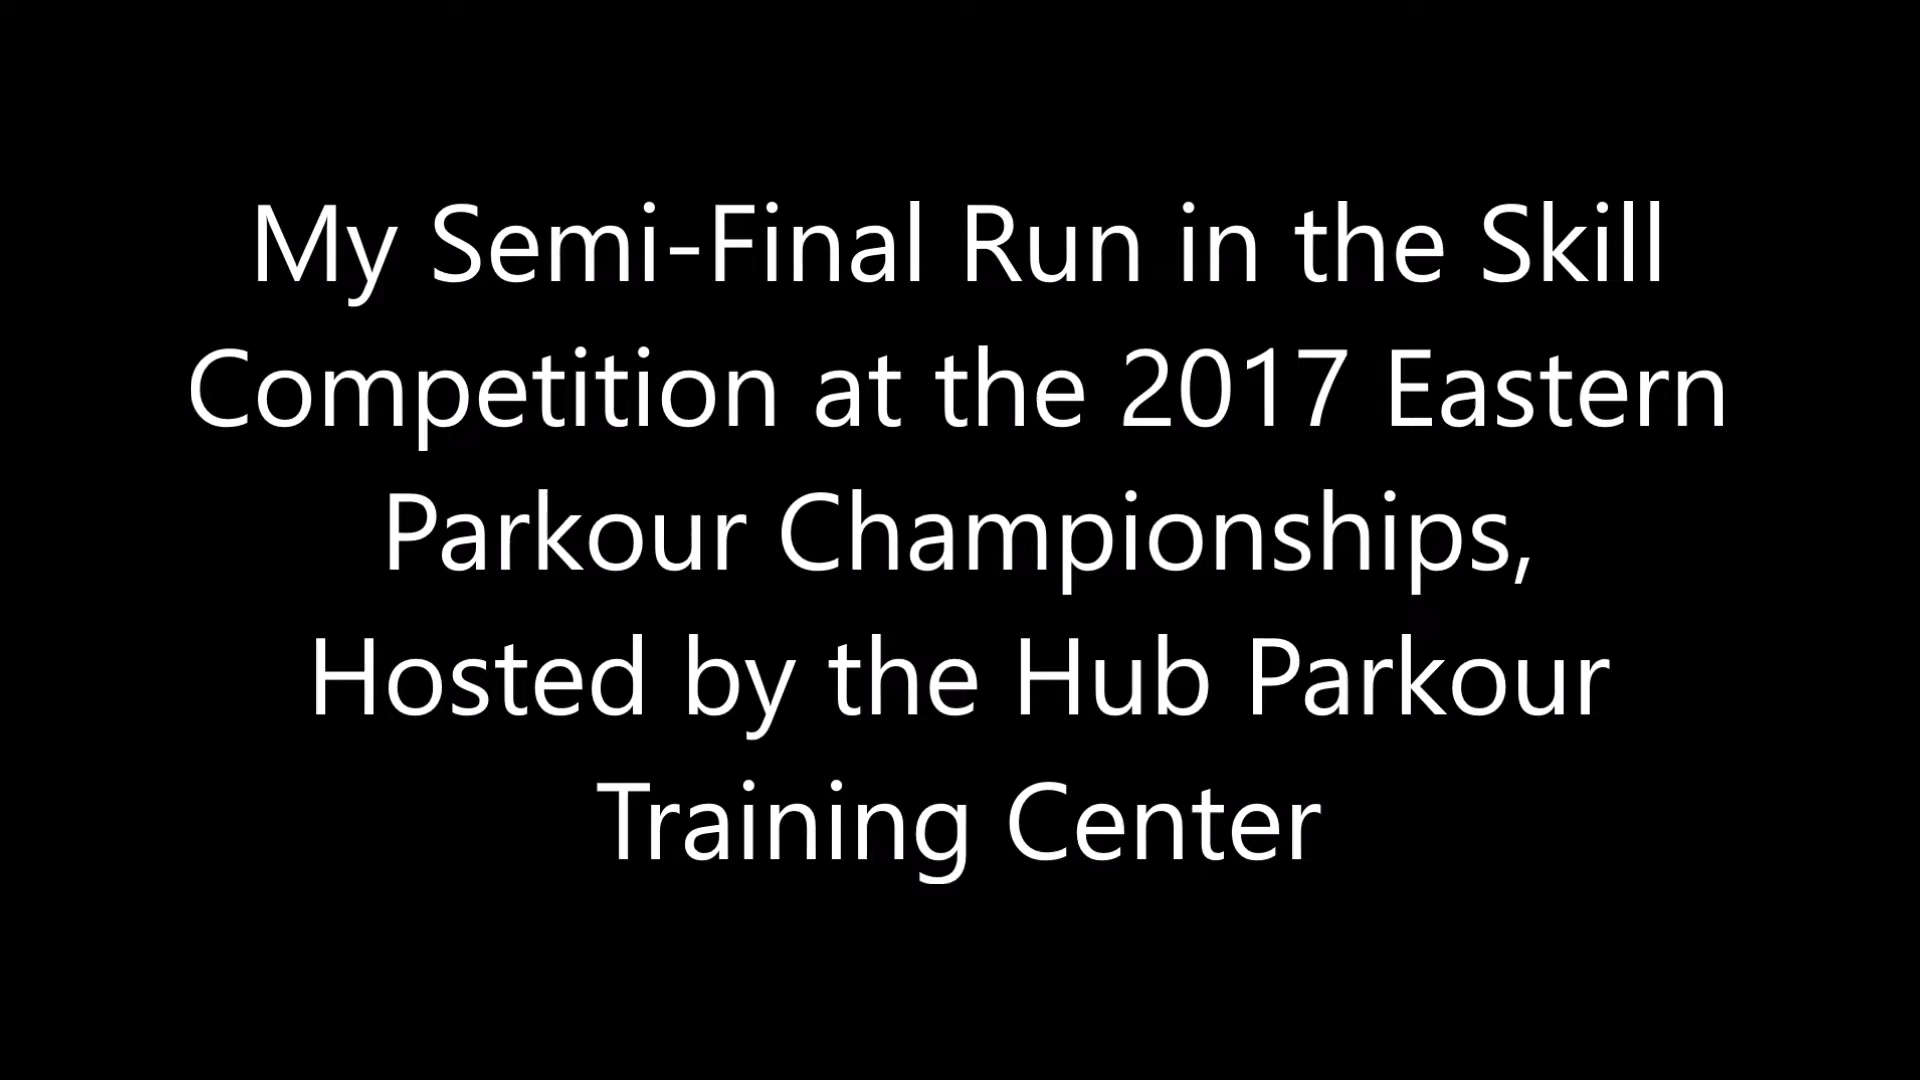 My Semi-Final Run in the Skill
Competition at the 2017 Eastern
Parkour Championships,
Hosted by the Hub Parkour
Training Center